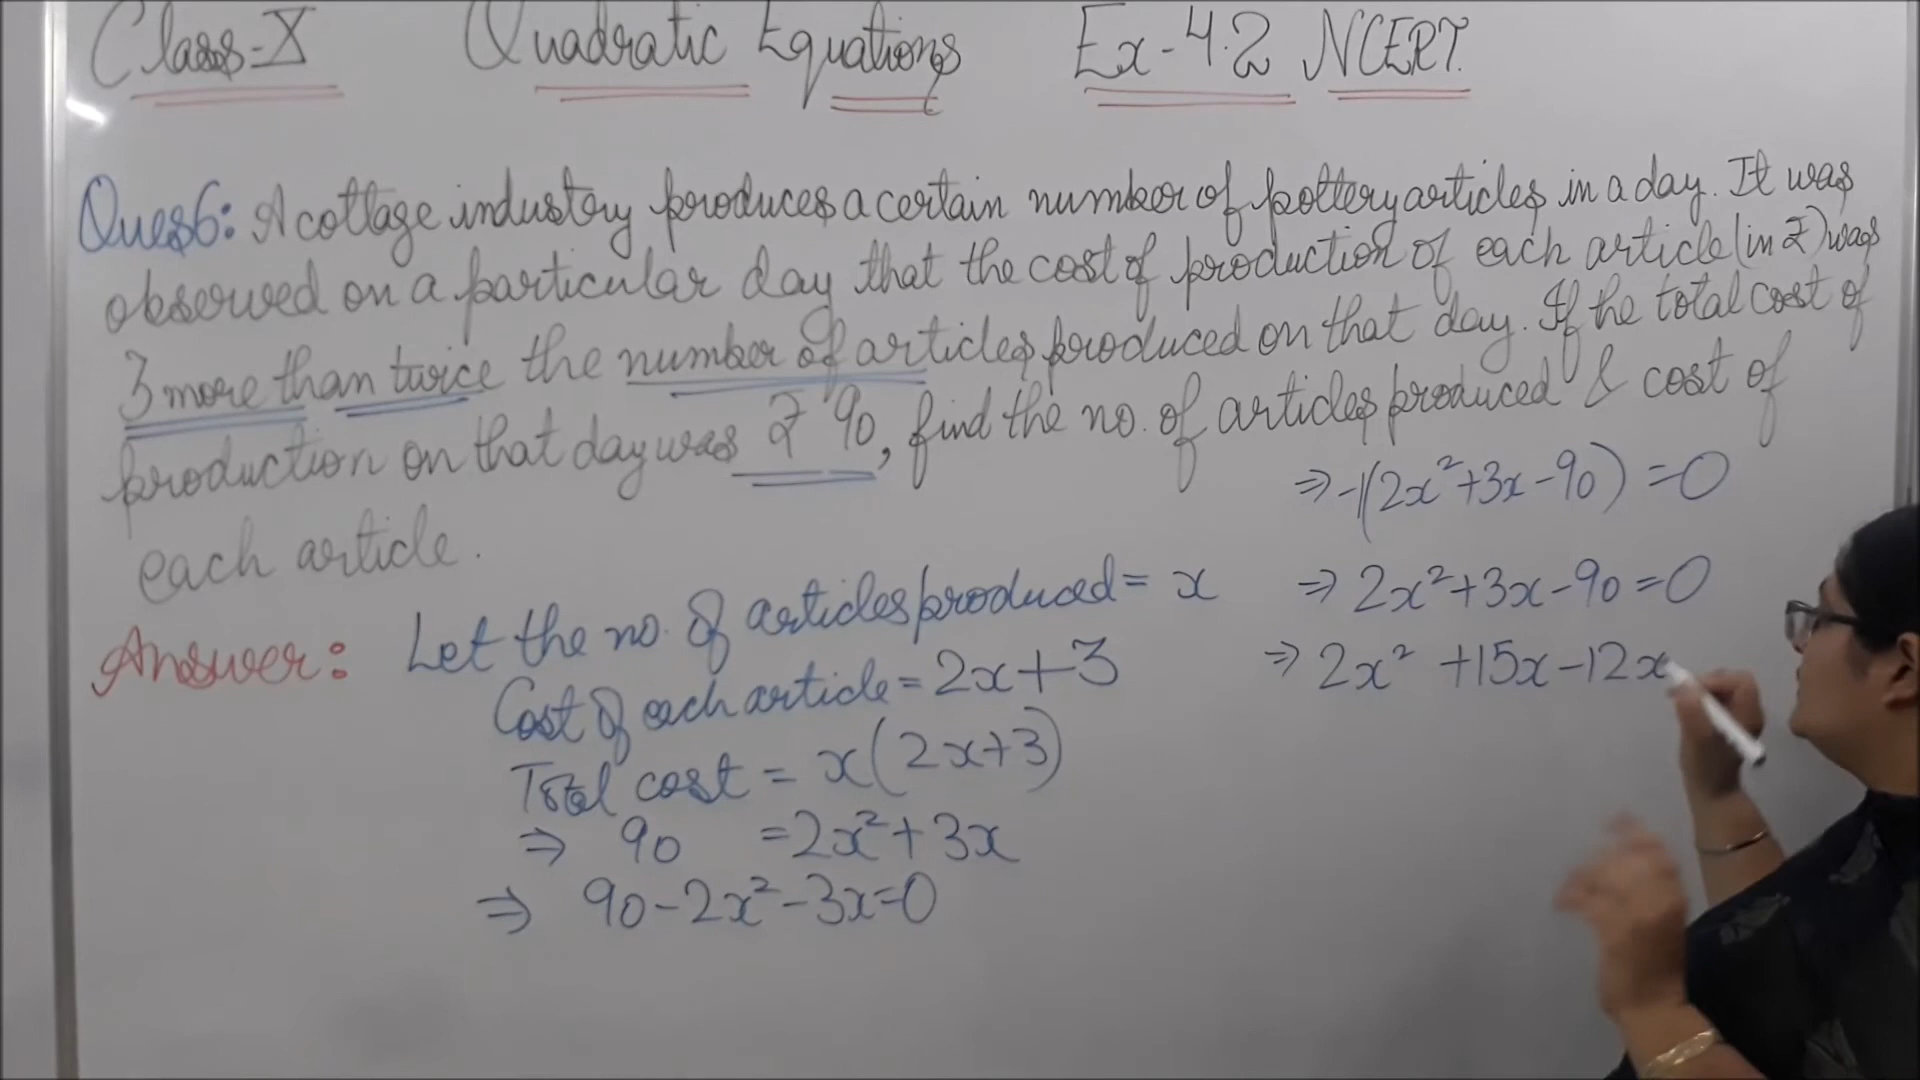 Class-X Quadratic Equations Ex-4.2 NCERT.
Ques6: A cottage industry produces a certain number of pottery articles in a day. It was
observed on a particular day that the cost of production of each article (in ₹) was
3 more than twice the number of articles produced on that day. If the total cost of
production on that day was ₹ 90, find the no. of articles produced & cost of
each article.
Answer: Let the no. of articles produced = x
Cost of each article = 2x+3
Total cost = x(2x+3)
⇒ 90 = 2x²+3x
⇒ 90-2x²-3x=0
⇒ -1(2x²+3x-90) = 0
⇒ 2x²+3x-90=0
⇒ 2x² +15x-12x